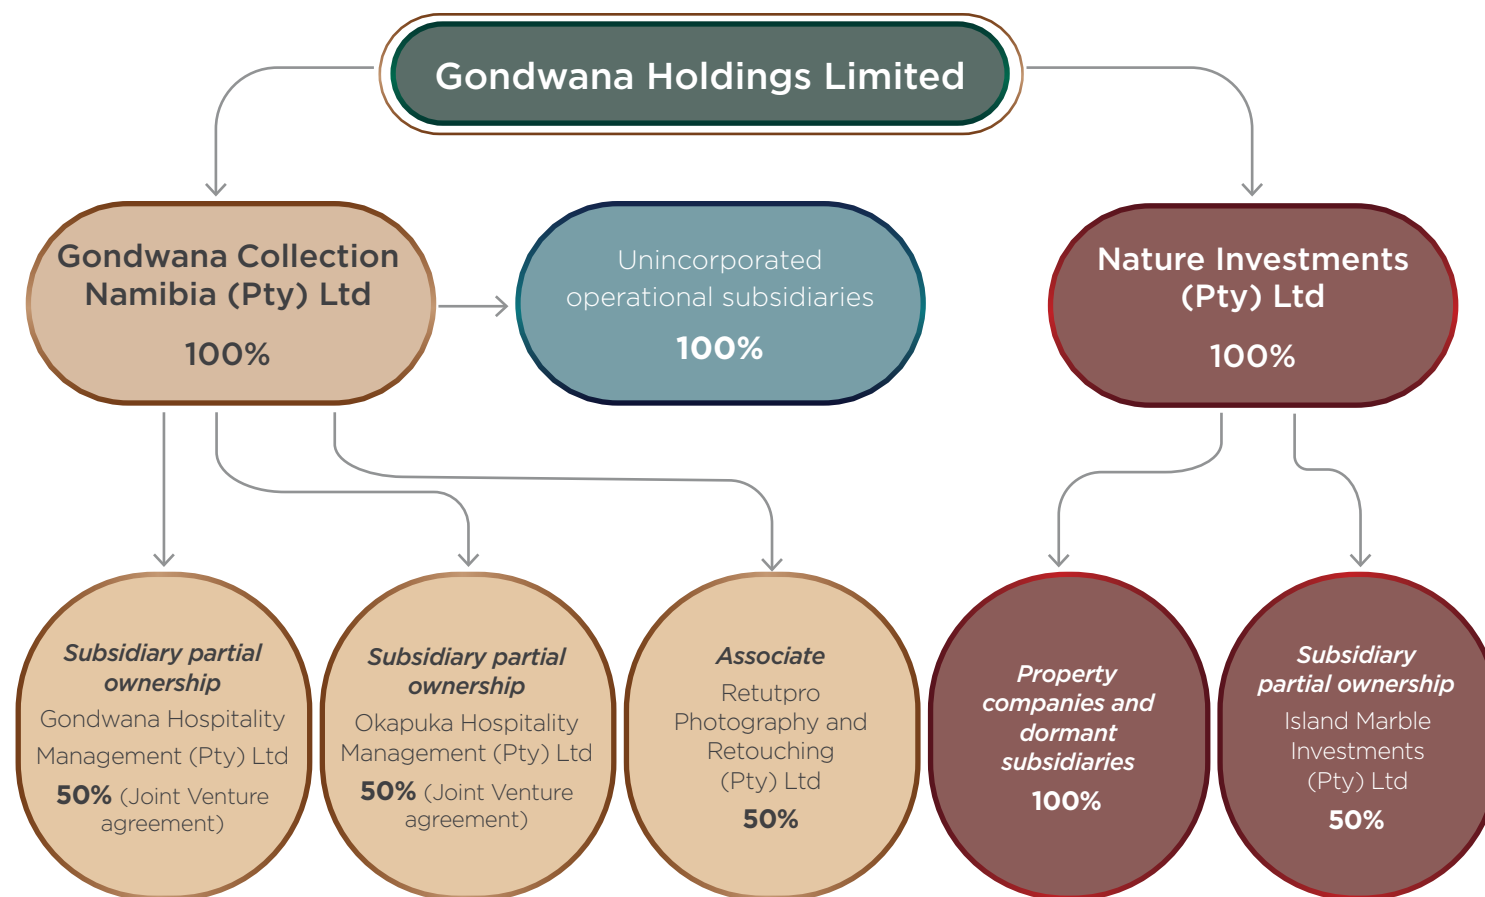 Gondwana Holdings Limited
Gondwana Collection
Namibia (Pty) Ltd
100%
Unincorporated
operational subsidiaries
100%
Nature Investments
(Pty) Ltd
100%
Subsidiary partial
ownership
Gondwana Hospitality
Management (Pty) Ltd
50% (Joint Venture
agreement)
Subsidiary partial
ownership
Okapuka Hospitality
Management (Pty) Ltd
50% (Joint Venture
agreement)
Associate
Retutpro
Photography and
Retouching
(Pty) Ltd
50%
Property
companies and
dormant
subsidiaries
100%
Subsidiary
partial ownership
Island Marble
Investments
(Pty) Ltd
50%